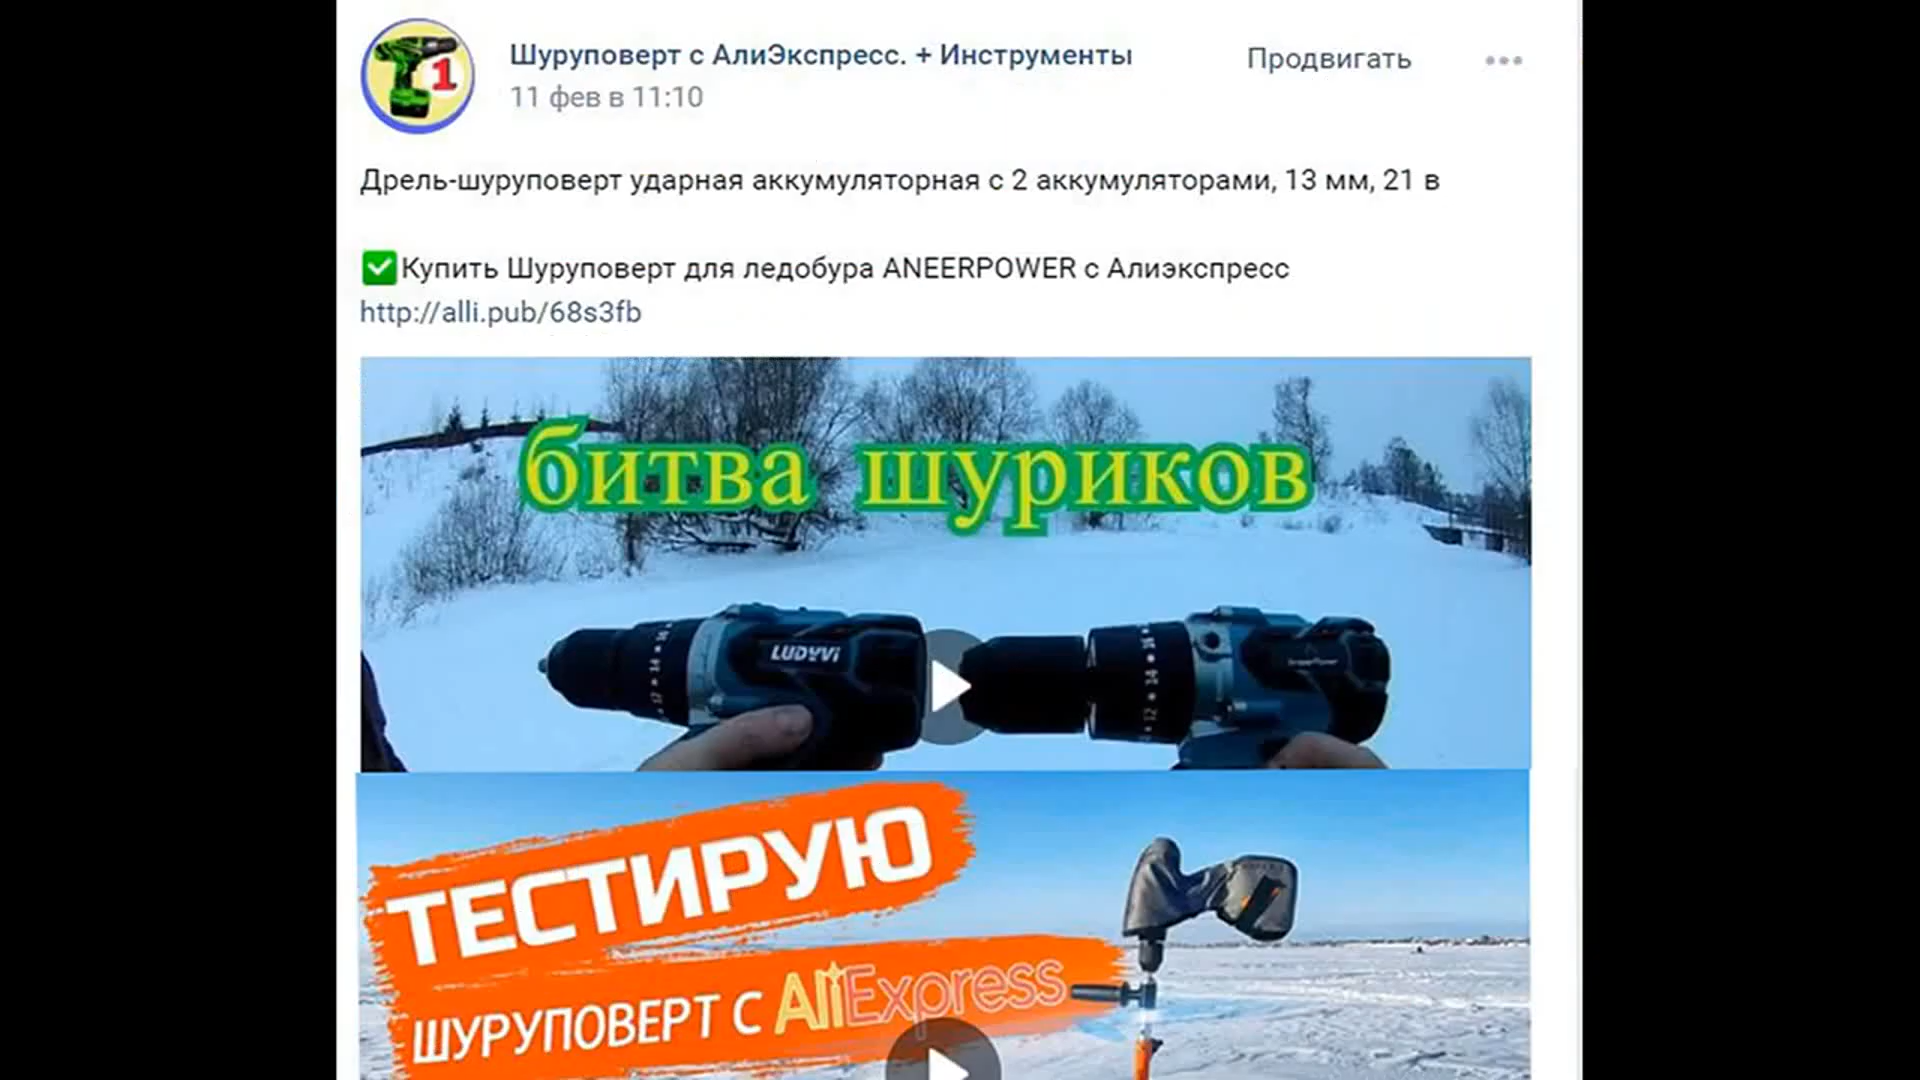 1
Шуруповерт с АлиЭкспресс. + Инструменты
Продвигать
11 фев в 11:10
Дрель-шуруповерт ударная аккумуляторная с 2 аккумуляторами, 13 мм, 21 в
✅Купить Шуруповерт для ледобура ANEERPOWER с Алиэкспресс
http://alli.pub/68s3fb
битва шуриков
LUDYVI
ТЕСТИРУЮ
ШУРУПОВЕРТ С AliExpress